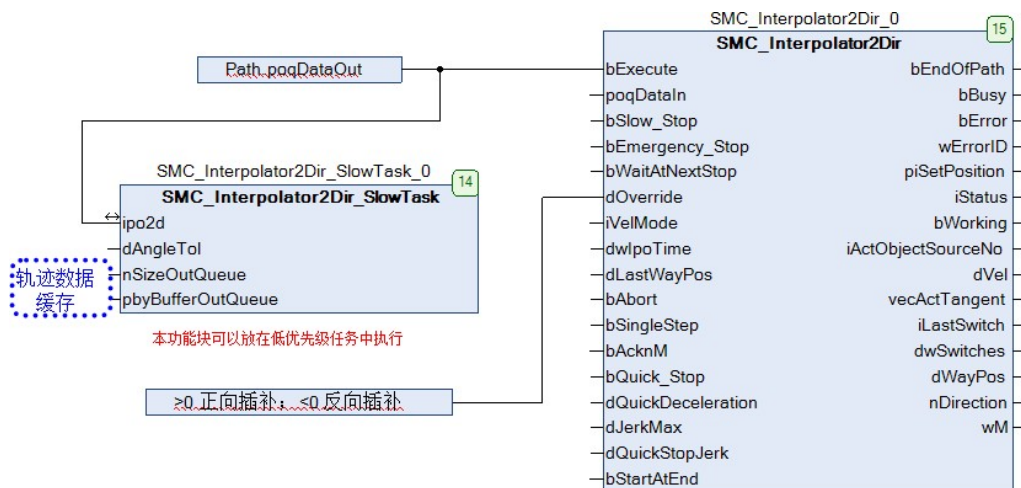 SMC_Interpolator2Dir_0
15
SMC_Interpolator2Dir
Path.poqDataOut
bExecute bEndOfPath
poqDataIn bBusy
bSlow_Stop bError
bEmergency_Stop wErrorID
bWaitAtNextStop piSetPosition
dOverride iStatus
iVelMode bWorking
dwIpoTime iActObjectSourceNo
dLastWayPos dVel
bAbort vecActTangent
bSingleStep iLastSwitch
bAcknM dwSwitches
bQuick_Stop dWayPos
dQuickDeceleration nDirection
dJerkMax wM
dQuickStopJerk
bStartAtEnd
SMC_Interpolator2Dir_SlowTask_0
14
SMC_Interpolator2Dir_SlowTask
ipo2d
dAngleTol
nSizeOutQueue
pbyBufferOutQueue
轨迹数据
缓存
本功能块可以放在低优先级任务中执行
>0 正向插补；<0 反向插补